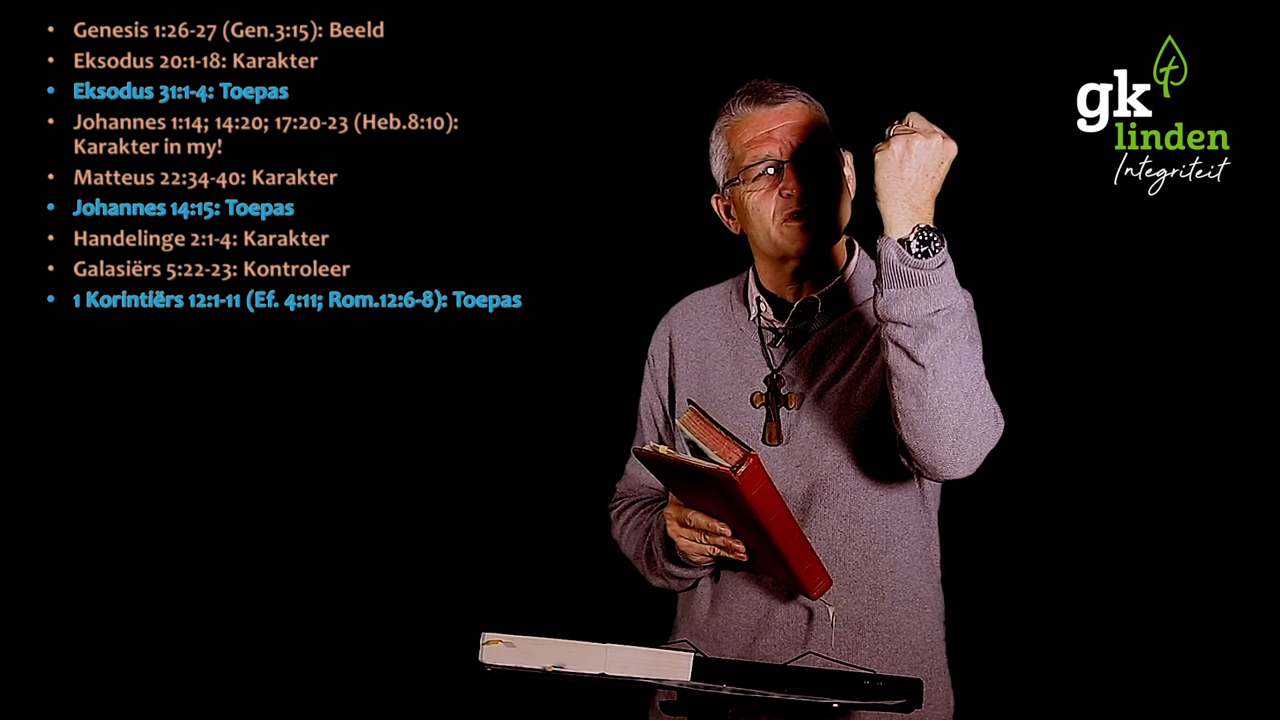 Genesis 1:26-27 (Gen.3:15): Beeld
Eksodus 20:1-18: Karakter
Eksodus 31:1-4: Toepas
Johannes 1:14; 14:20; 17:20-23 (Heb.8:10):
Karakter in my!
Matteus 22:34-40: Karakter
Johannes 14:15: Toepas
Handelinge 2:1-4: Karakter
Galasiërs 5:22-23: Kontroleer
1 Korintiërs 12:1-11 (Ef. 4:11; Rom.12:6-8): Toepas
gk
linden
Integriteit